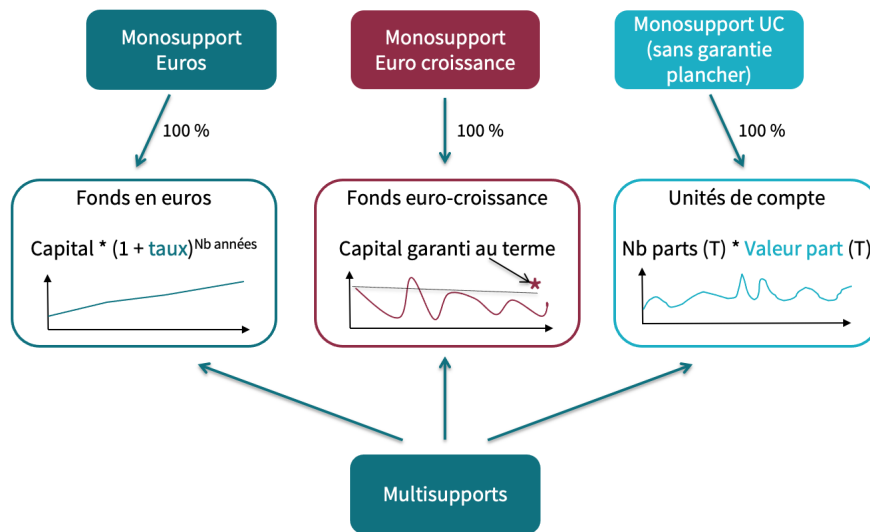 Monosupport
Euros
Monosupport
Euro croissance
Monosupport UC
(sans garantie
plancher)
100 %
100 %
100 %
Fonds en euros
Capital * (1 + taux)Nb années
Fonds euro-croissance
Capital garanti au terme
Unités de compte
Nb parts (T) * Valeur part (T)
Multisupports